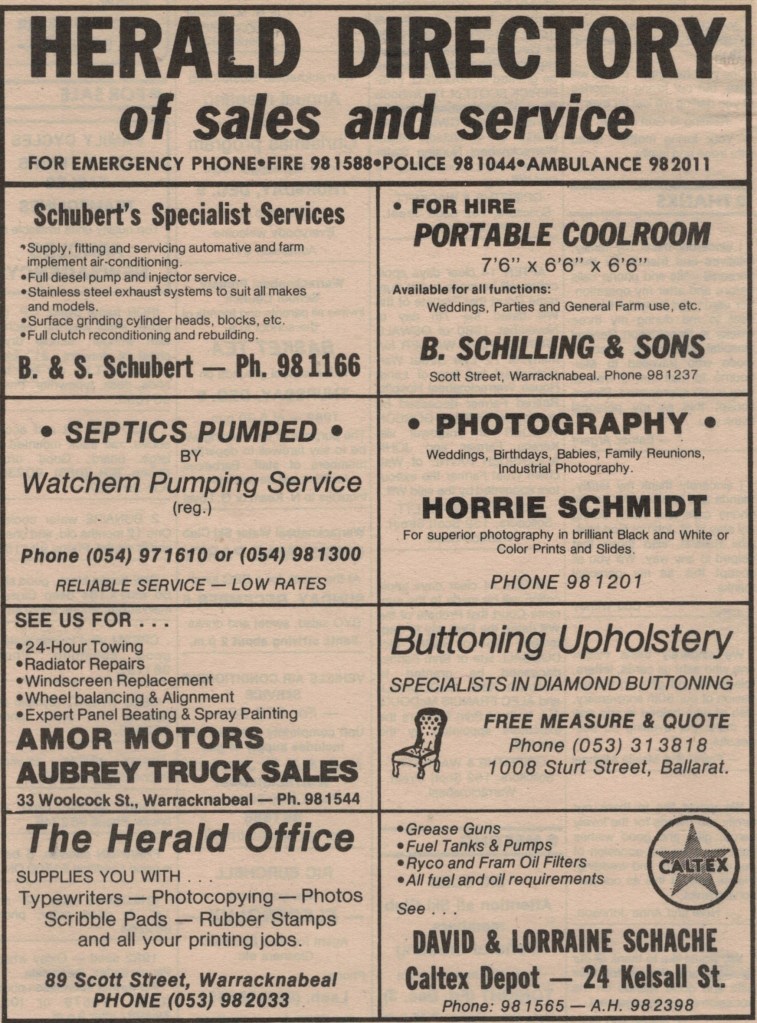 HERALD DIRECTORY
of sales and service
FOR EMERGENCY PHONE•FIRE 981588•POLICE 981044•AMBULANCE 982011
Schubert's Specialist Services
•Supply, fitting and servicing automotive and farm
implement air-conditioning.
•Full diesel pump and injector service.
•Stainless steel exhaust systems to suit all makes
and models.
•Surface grinding cylinder heads, blocks, etc.
•Full clutch reconditioning and rebuilding.
B. & S. Schubert — Ph. 981166
• FOR HIRE
PORTABLE COOLROOM
7'6" x 6'6" x 6'6"
Available for all functions:
Weddings, Parties and General Farm use, etc.
B. SCHILLING & SONS
Scott Street, Warracknabeal. Phone 981237
• SEPTICS PUMPED •
BY
Watchem Pumping Service
(reg.)
Phone (054) 971610 or (054) 981300
RELIABLE SERVICE — LOW RATES
• PHOTOGRAPHY •
Weddings, Birthdays, Babies, Family Reunions,
Industrial Photography.
HORRIE SCHMIDT
For superior photography in brilliant Black and White or
Color Prints and Slides.
PHONE 981201
SEE US FOR . . .
•24-Hour Towing
•Radiator Repairs
•Windscreen Replacement
•Wheel balancing & Alignment
•Expert Panel Beating & Spray Painting
AMOR MOTORS
AUBREY TRUCK SALES
33 Woolcock St., Warracknabeal — Ph. 981544
Buttoning Upholstery
SPECIALISTS IN DIAMOND BUTTONING
FREE MEASURE & QUOTE
Phone (053) 313818
1008 Sturt Street, Ballarat.
The Herald Office
SUPPLIES YOU WITH . . .
Typewriters — Photocopying — Photos
Scribble Pads — Rubber Stamps
and all your printing jobs.
89 Scott Street, Warracknabeal
PHONE (053) 982033
•Grease Guns
•Fuel Tanks & Pumps
•Ryco and Fram Oil Filters
•All fuel and oil requirements
CALTEX
See . . .
DAVID & LORRAINE SCHACHE
Caltex Depot — 24 Kelsall St.
Phone: 981565 — A.H. 982398